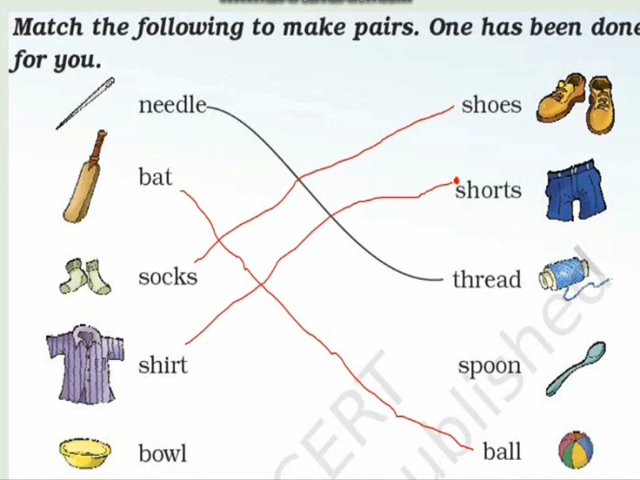 Match the following to make pairs. One has been done
for you.
needle shoes
bat shorts
socks thread
shirt spoon
bowl ball